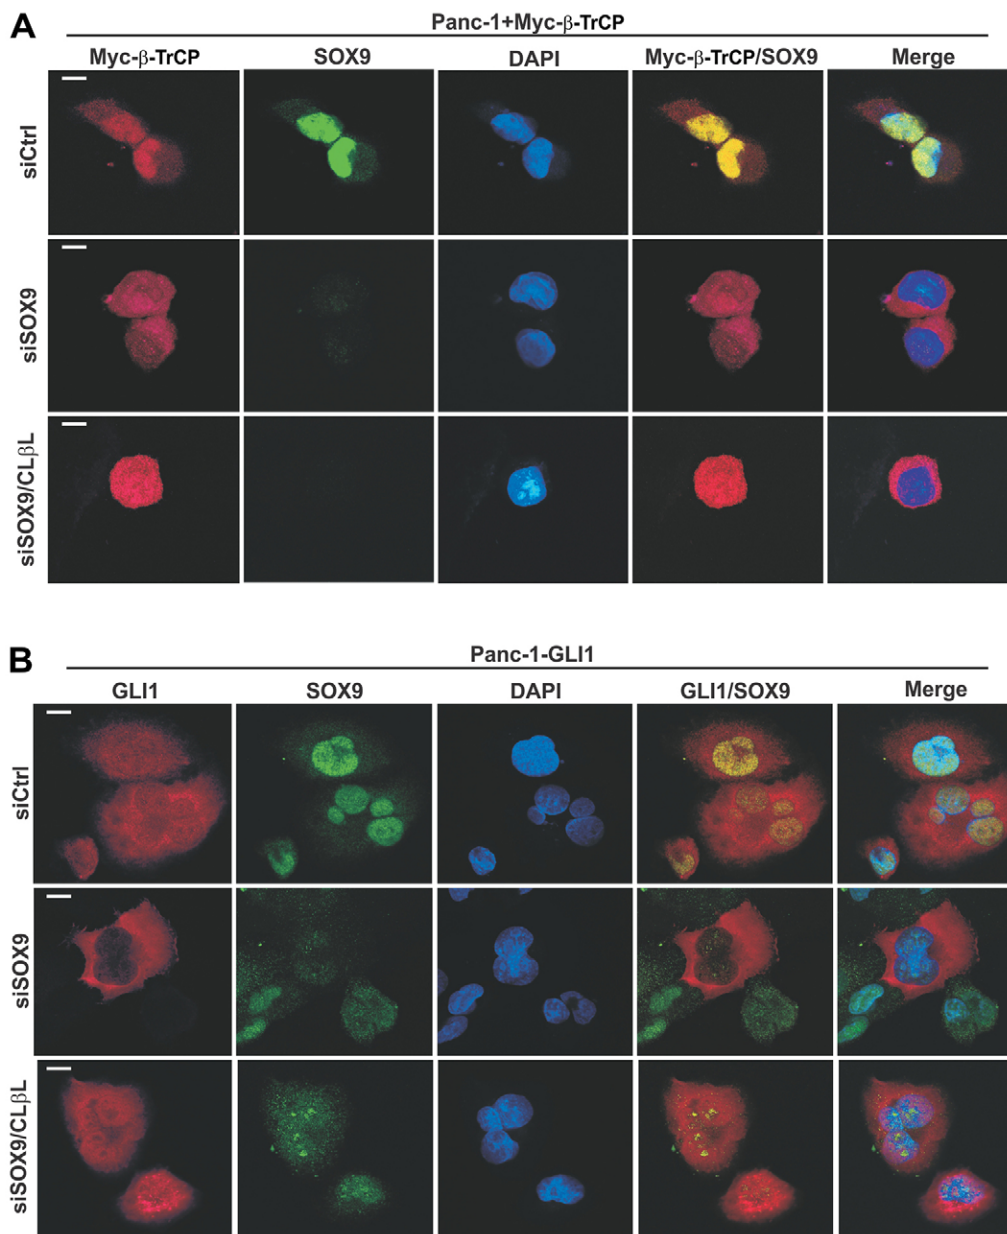 A
Panc-1+Myc-β-TrCP
Myc-β-TrCP SOX9 DAPI Myc-β-TrCP/SOX9 Merge
siCtrl
siSOX9
siSOX9/CLβL
B
Panc-1-GLI1
GLI1 SOX9 DAPI GLI1/SOX9 Merge
siCtrl
siSOX9
siSOX9/CLβL